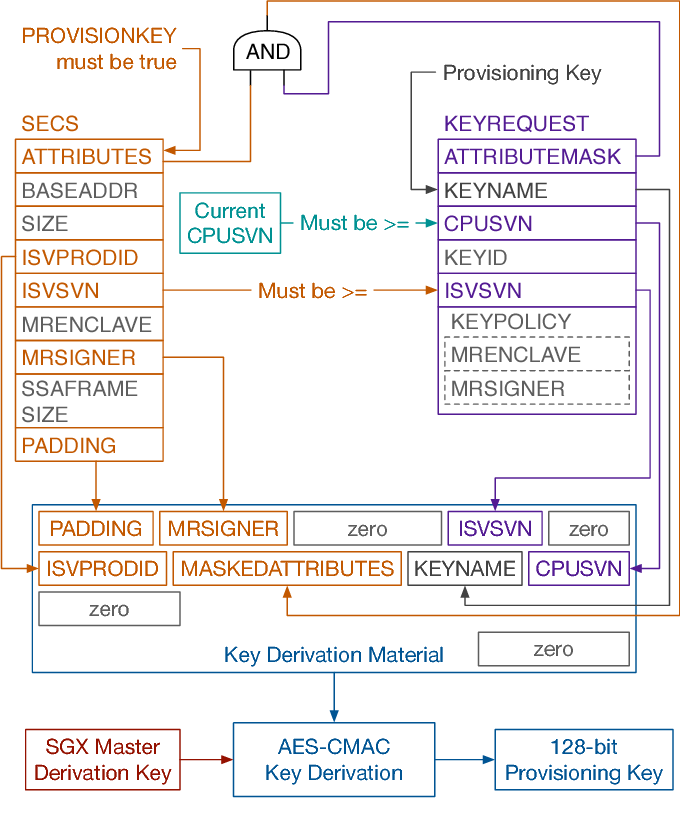 PROVISIONKEY
must be true
AND
Provisioning Key
SECS
ATTRIBUTES
BASEADDR
SIZE
ISVPRODID
ISVSVN
MRENCLAVE
MRSIGNER
SSAFRAME
SIZE
PADDING
Current
CPUSVN
Must be >=
Must be >=
KEYREQUEST
ATTRIBUTEMASK
KEYNAME
CPUSVN
KEYID
ISVSVN
KEYPOLICY
MRENCLAVE
MRSIGNER
PADDING MRSIGNER zero ISVSVN zero
ISVPRODID MASKEDATTRIBUTES KEYNAME CPUSVN
zero
Key Derivation Material
zero
SGX Master
Derivation Key
AES-CMAC
Key Derivation
128-bit
Provisioning Key